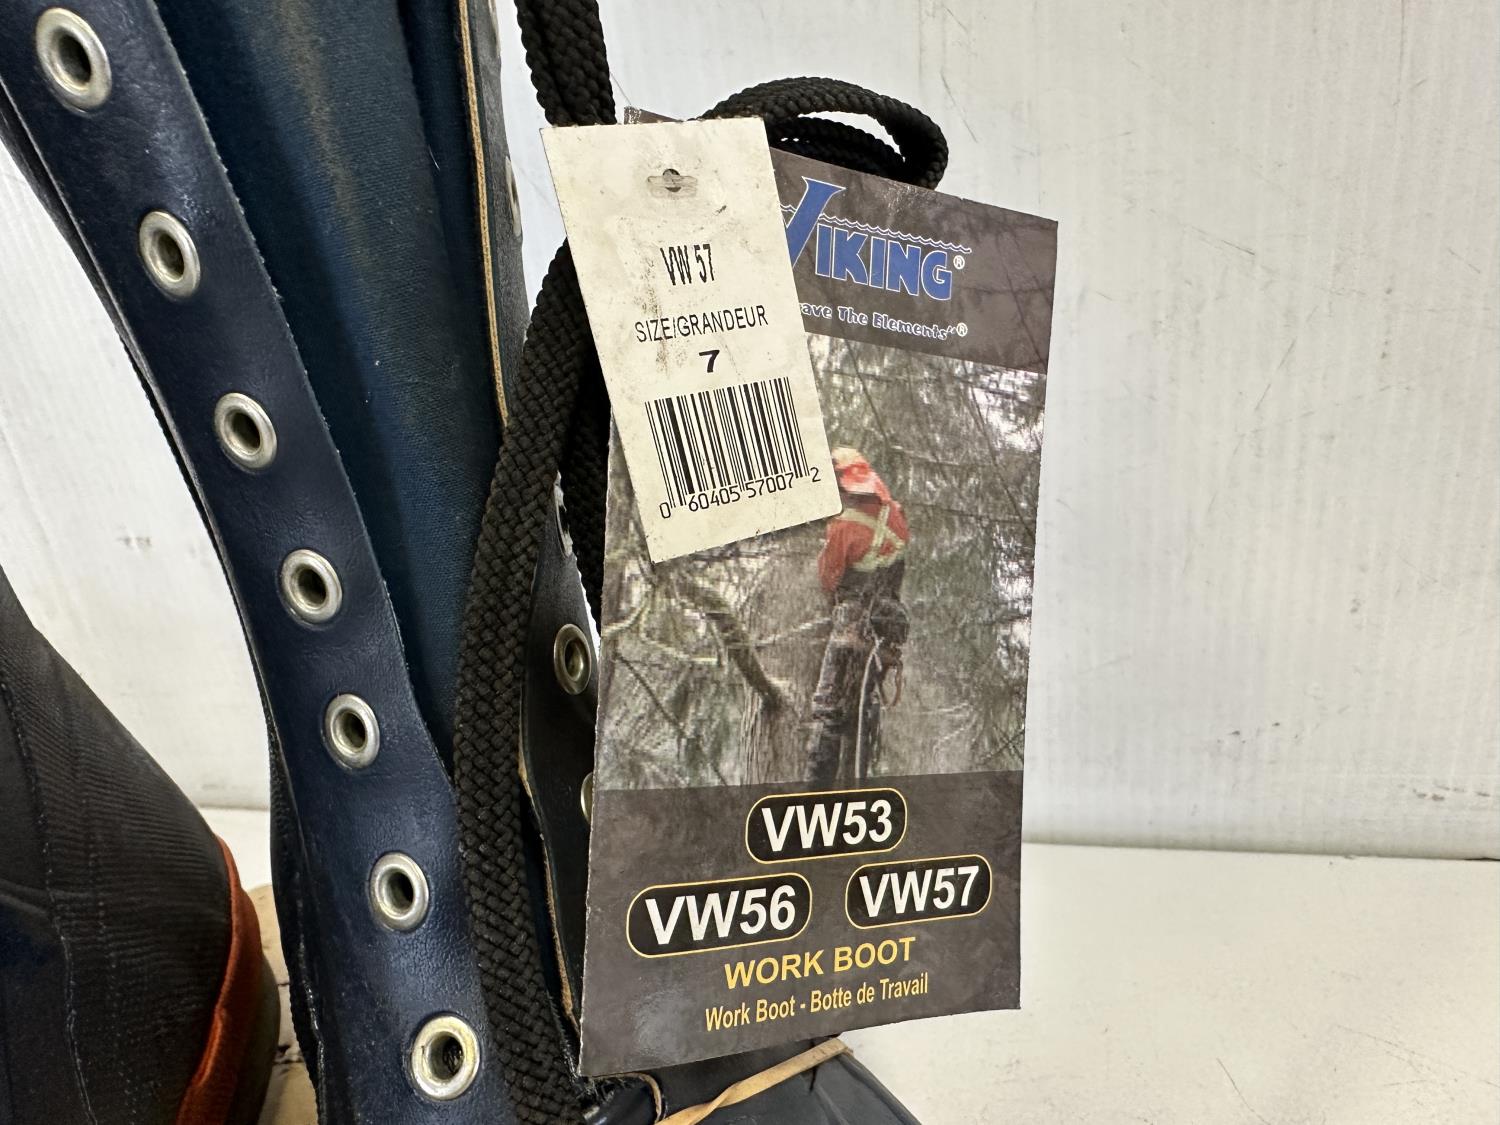 VW 57
SIZE/GRANDEUR
7
0 60405 57007 2
VIKING®
The Elements"®
VW53
VW56 VW57
WORK BOOT
Work Boot - Botte de Travail